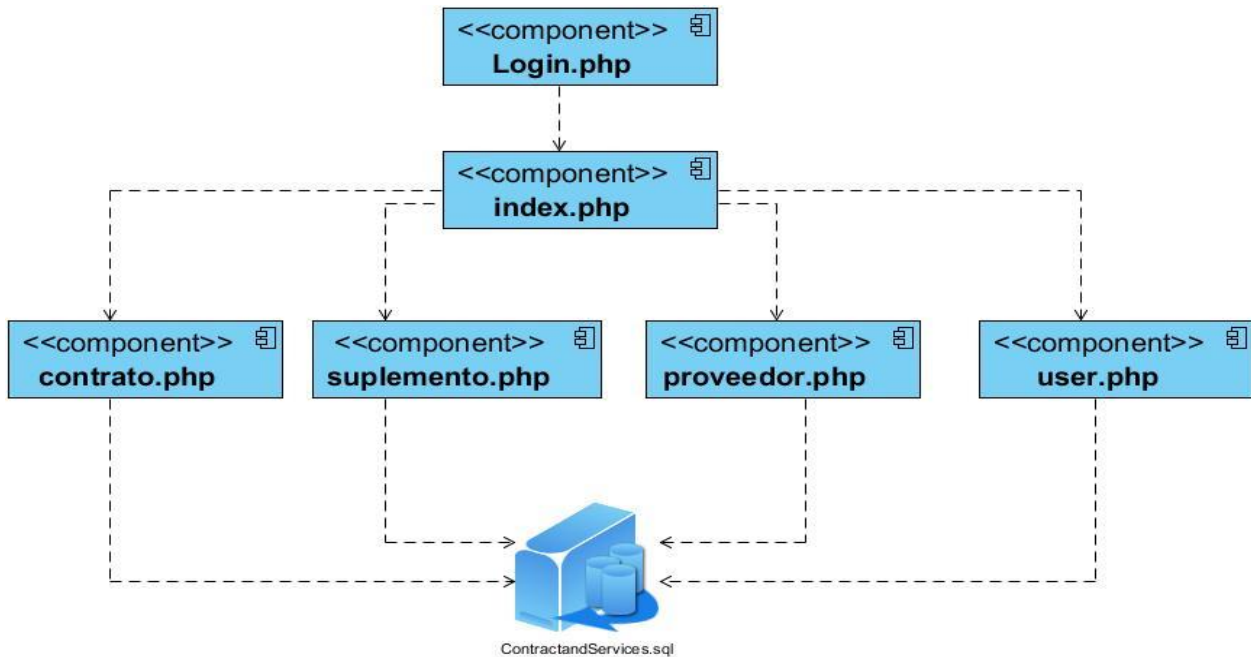 <<component>>
Login.php
<<component>>
index.php
<<component>>
contrato.php
<<component>>
suplemento.php
<<component>>
proveedor.php
<<component>>
user.php
ContractandServices.sql